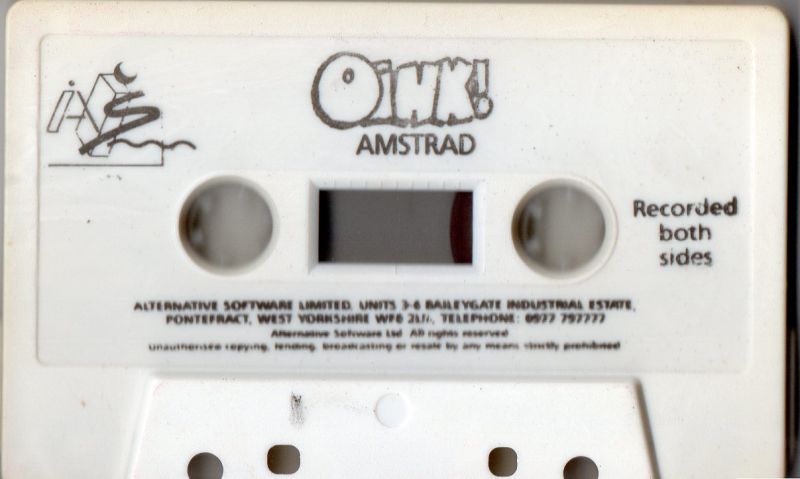 OiNK!
AMSTRAD
Recorded
both
sides
ALTERNATIVE SOFTWARE LIMITED. UNITS 3-6 BAILEYGATE INDUSTRIAL ESTATE,
PONTEFRACT, WEST YORKSHIRE WF8 2LN. TELEPHONE: 0977 797777
Alternative Software Ltd. All rights reserved
Unauthorised copying, lending, broadcasting or resale by any means strictly prohibited